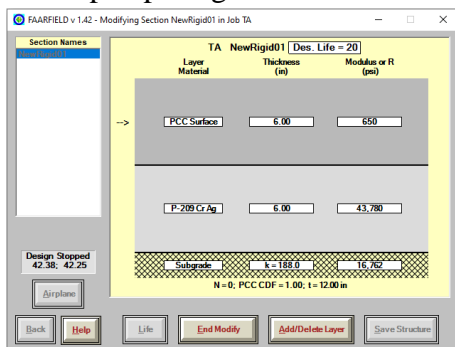 FAARFIELD v 1.42 - Modifying Section NewRigid01 in Job TA
Section Names
NewRigid01
TA NewRigid01 Des. Life = 20
Layer Material Thickness (in) Modulus or R (psi)
--> PCC Surface 6.00 650
P-209 Cr Ag 6.00 43,780
Subgrade k = 188.0 16,762
N = 0; PCC CDF = 1.00; t = 12.00 in
Design Stopped
42.38; 42.25
Airplane
Back Help Life End Modify Add/Delete Layer Save Structure